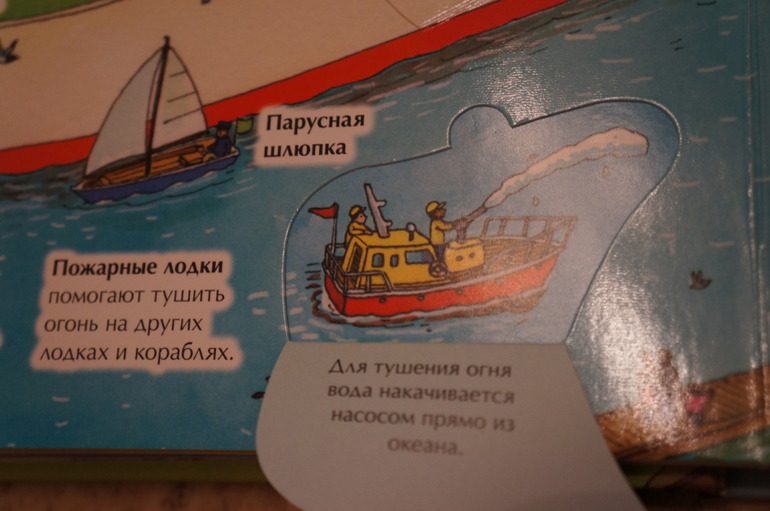 Парусная
шлюпка
Пожарные лодки
помогают тушить
огонь на других
лодках и кораблях.
Для тушения огня
вода накачивается
насосом прямо из
океана.